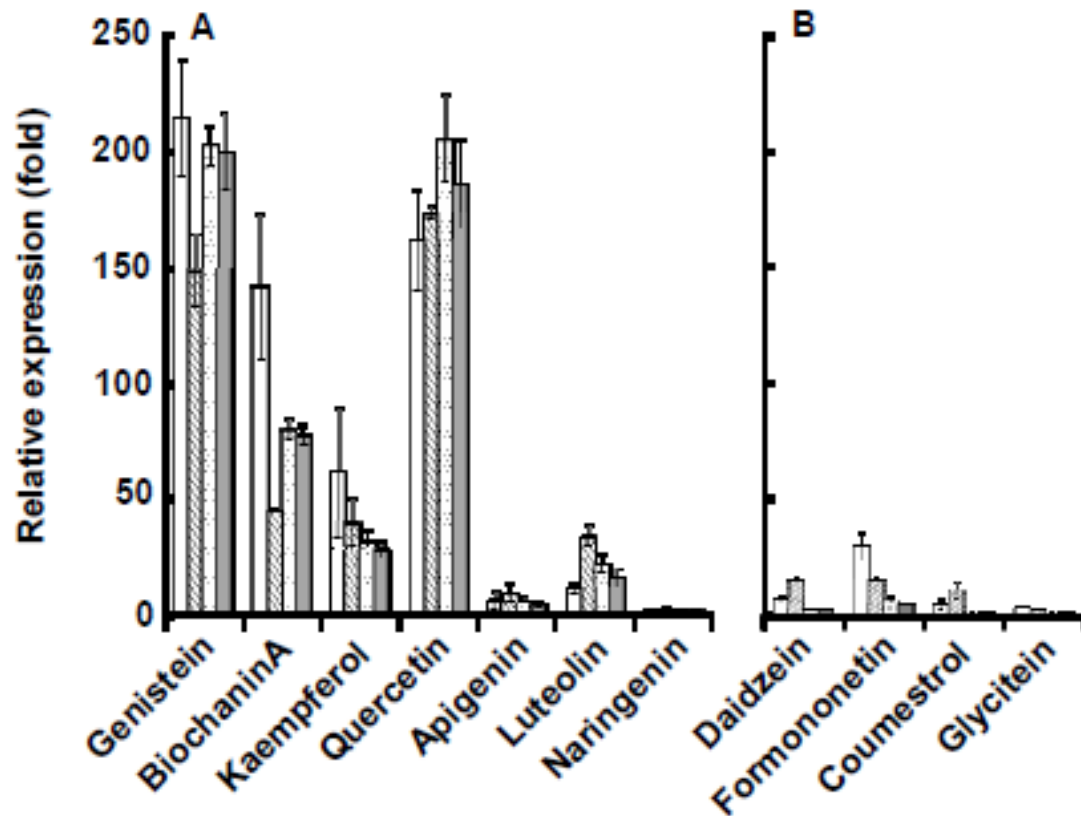 A
B
Relative expression (fold)
250
200
150
100
50
0
Genistein
BiochaninA
Kaempferol
Quercetin
Apigenin
Luteolin
Naringenin
Daidzein
Formononetin
Coumestrol
Glycitein